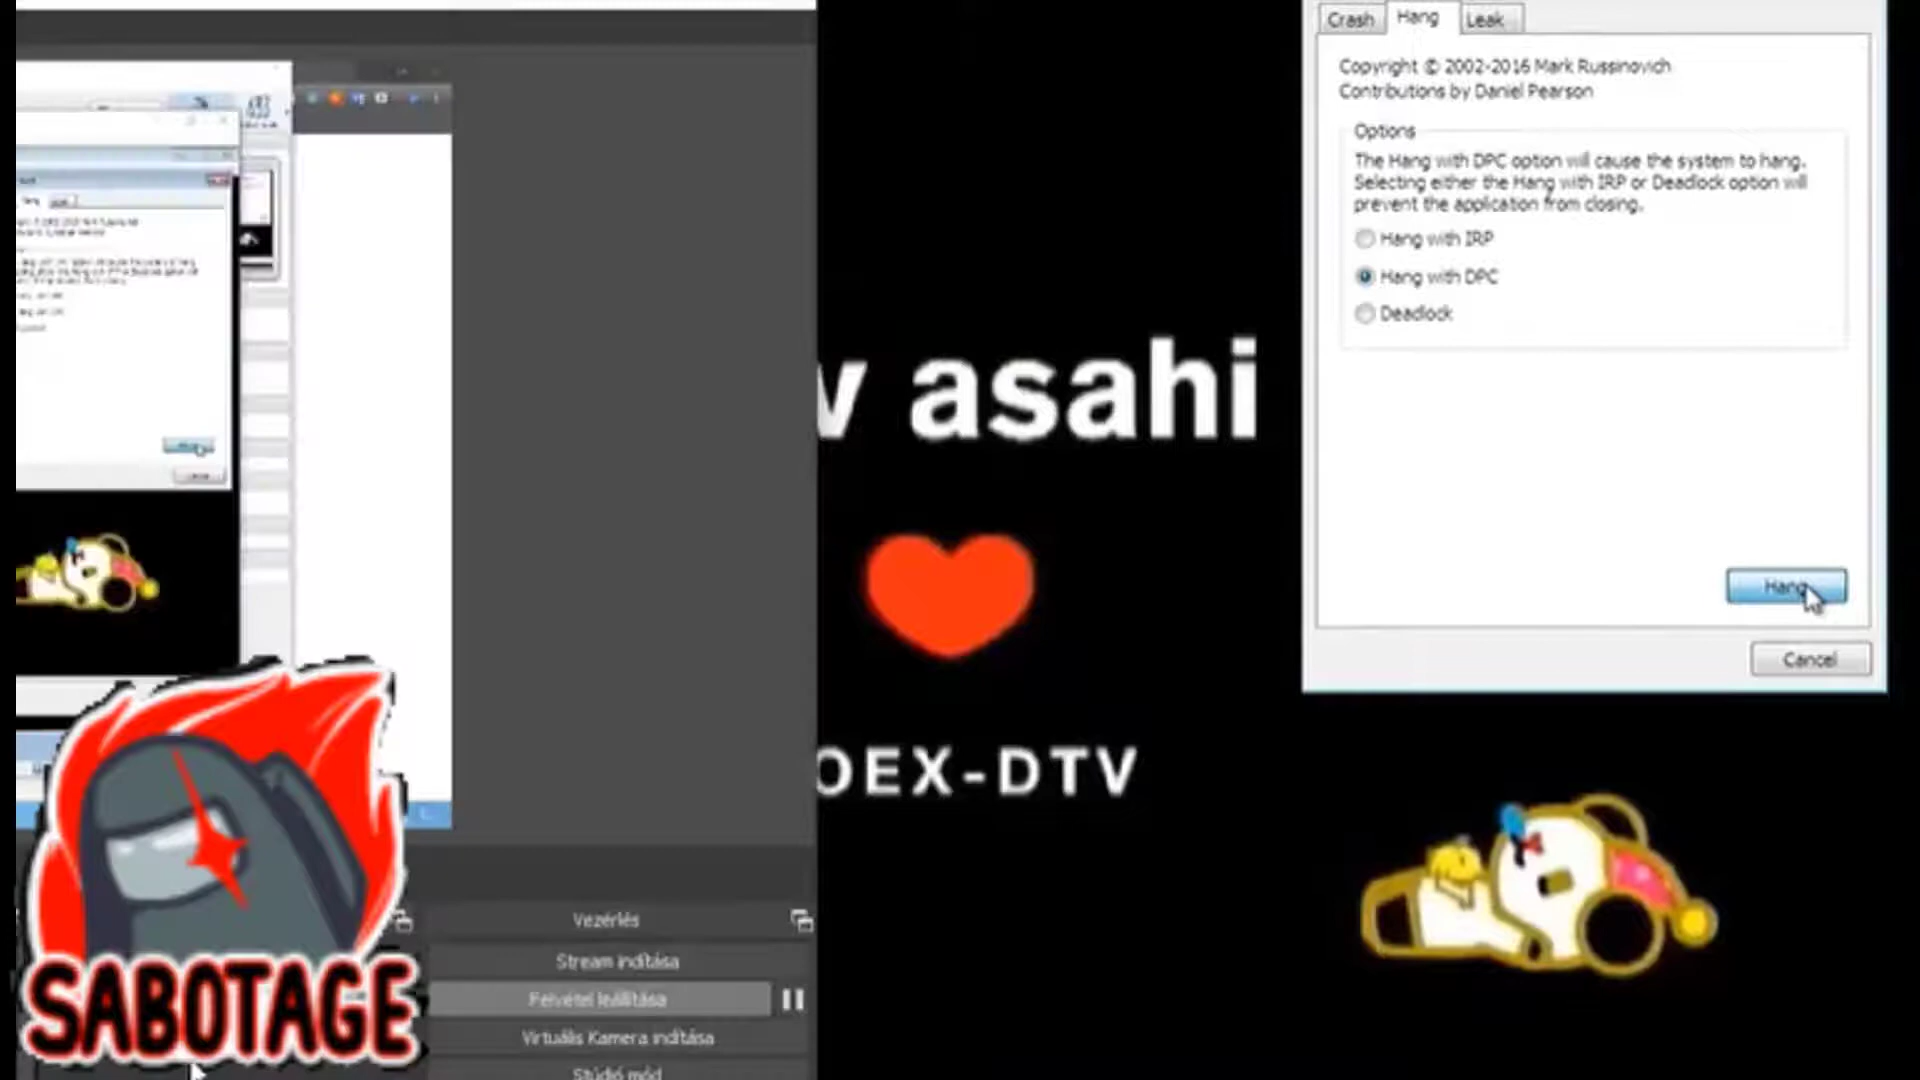 Crash Hang Leak
Copyright © 2002-2016 Mark Russinovich
Contributions by Daniel Pearson
Options
The Hang with DPC option will cause the system to hang.
Selecting either the Hang with IRP or Deadlock option will
prevent the application from closing.
Hang with IRP
Hang with DPC
Deadlock
Hang
Cancel
v asahi
OEX-DTV
SABOTAGE
Vezérlés
Stream indítása
Felvétel leállítása
Virtuális Kamera indítása
Stúdió mód